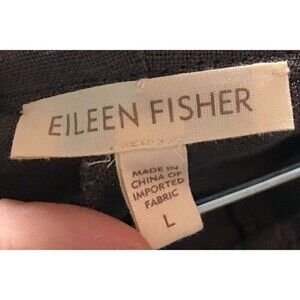 EILEEN FISHER
MADE IN
CHINA OF
IMPORTED
FABRIC
L